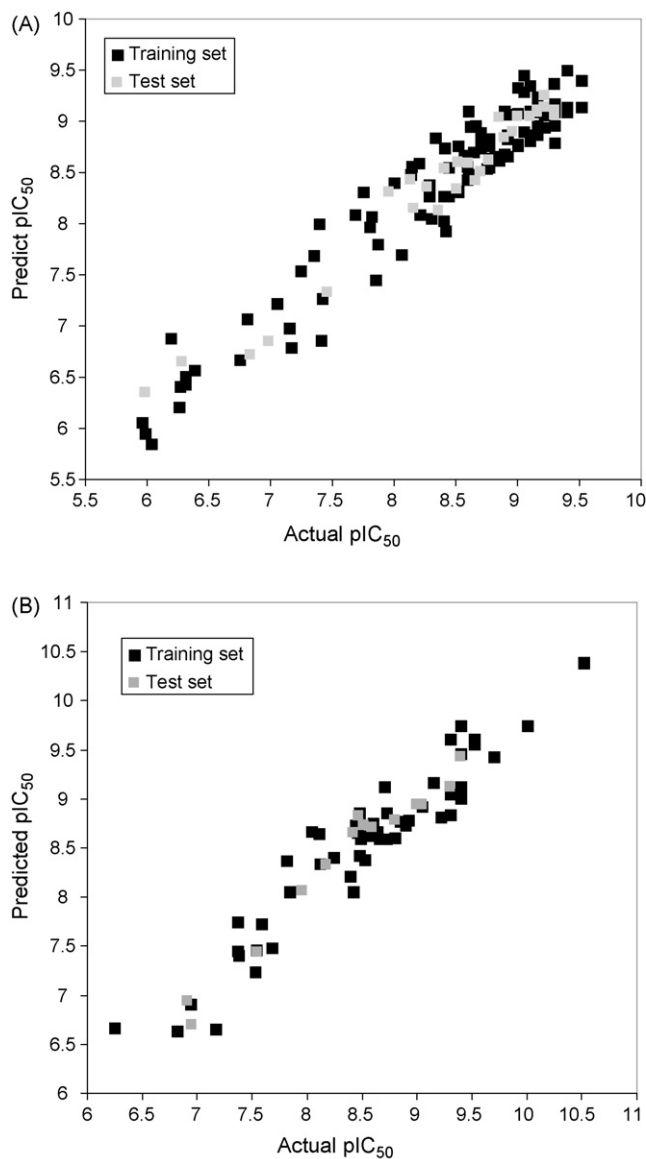 (A)
10
9.5
9
8.5
8
7.5
7
6.5
6
5.5
Predict pIC50
Training set
Test set
5.5 6 6.5 7 7.5 8 8.5 9 9.5 10
Actual pIC50
(B)
11
10.5
10
9.5
9
8.5
8
7.5
7
6.5
6
Predicted pIC50
Training set
Test set
6 6.5 7 7.5 8 8.5 9 9.5 10 10.5 11
Actual pIC50